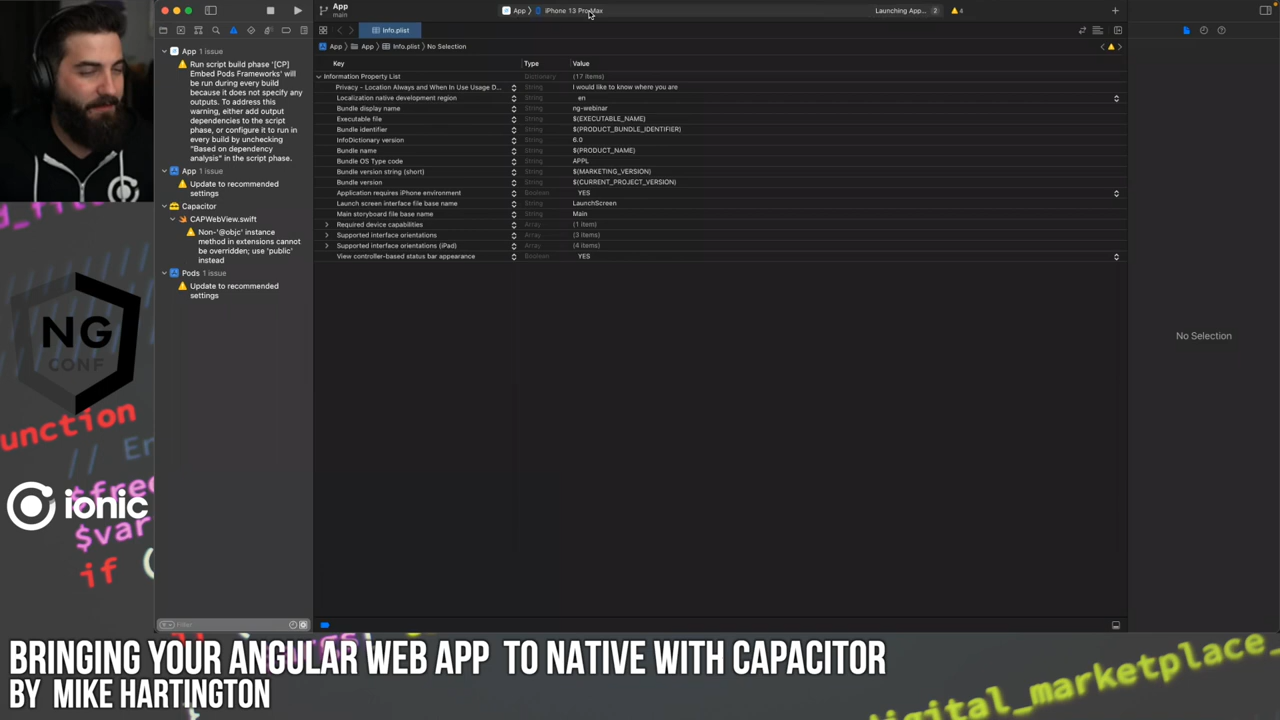 App
main
App
iPhone 13 Pro Max
Launching App...
2
4
Info.plist
App
App
Info.plist
No Selection
App 1 issue
Run script build phase '[CP]
Embed Pods Frameworks' will
be run during every build
because it does not specify any
outputs. To address this
warning, either add output
dependencies to the script
phase, or configure it to run in
every build by unchecking
"Based on dependency
analysis" in the script phase.
App 1 issue
Update to recommended
settings
Capacitor
CAPWebView.swift
Non-'@objc' instance
method in extensions cannot
be overridden; use 'public'
instead
Pods 1 issue
Update to recommended
settings
Filter
Key Type Value
Information Property List Dictionary (17 items)
Privacy - Location Always and When In Use Usage D... String I would like to know where you are
Localization native development region String en
Bundle display name String ng-webinar
Executable file String $(EXECUTABLE_NAME)
Bundle identifier String $(PRODUCT_BUNDLE_IDENTIFIER)
InfoDictionary version String 6.0
Bundle name String $(PRODUCT_NAME)
Bundle OS Type code String APPL
Bundle version string (short) String $(MARKETING_VERSION)
Bundle version String $(CURRENT_PROJECT_VERSION)
Application requires iPhone environment Boolean YES
Launch screen interface file base name String LaunchScreen
Main storyboard file base name String Main
Required device capabilities Array (1 item)
Supported interface orientations Array (3 items)
Supported interface orientations (iPad) Array (4 items)
View controller-based status bar appearance Boolean YES
No Selection
NG
CONF
unction
// En
$free
ionic
$var
if (
BRINGING YOUR ANGULAR WEB APP TO NATIVE WITH CAPACITOR
BY MIKE HARTINGTON
digital_marketplace_